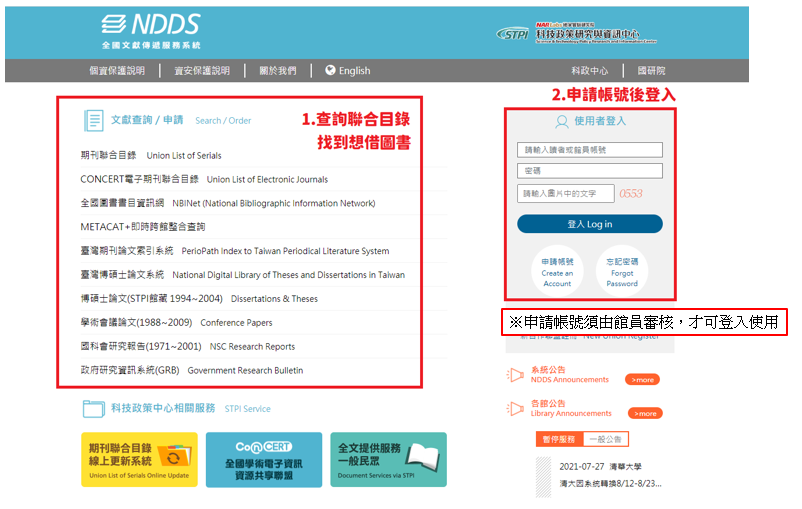 NDDS
全國文獻傳遞服務系統
STPI
NARLabs 國家實驗研究院
科技政策研究與資訊中心
Science & Technology Policy Research and Information Center
個資保護說明
資安保護說明
關於我們
English
科政中心
國研院
文獻查詢 / 申請 Search / Order
1.查詢聯合目錄
找到想借圖書
期刊聯合目錄 Union List of Serials
CONCERT電子期刊聯合目錄 Union List of Electronic Journals
全國圖書書目資訊網 NBINet (National Bibliographic Information Network)
METACAT+即時跨館整合查詢
臺灣期刊論文索引系統 PerioPath Index to Taiwan Periodical Literature System
臺灣博碩士論文系統 National Digital Library of Theses and Dissertations in Taiwan
博碩士論文(STPI館藏 1994~2004) Dissertations & Theses
學術會議論文(1988~2009) Conference Papers
國科會研究報告(1971~2001) NSC Research Reports
政府研究資訊系統(GRB) Government Research Bulletin
2.申請帳號後登入
使用者登入
請輸入讀者或館員帳號
密碼
請輸入圖片中的文字
0553
登入 Log in
申請帳號
Create an
Account
忘記密碼
Forgot
Password
※申請帳號須由館員審核，才可登入使用
New Union Register
系統公告
NDDS Announcements
>more
各館公告
Library Announcements
>more
暫停服務
一般公告
2021-07-27 清華大學
清大因系統轉換8/12-8/23...
科技政策中心相關服務 STPI Service
期刊聯合目錄
線上更新系統
Union List of Serials Online Update
CONCERT
全國學術電子資訊
資源共享聯盟
全文提供服務
一般民眾
Document Services via STPI